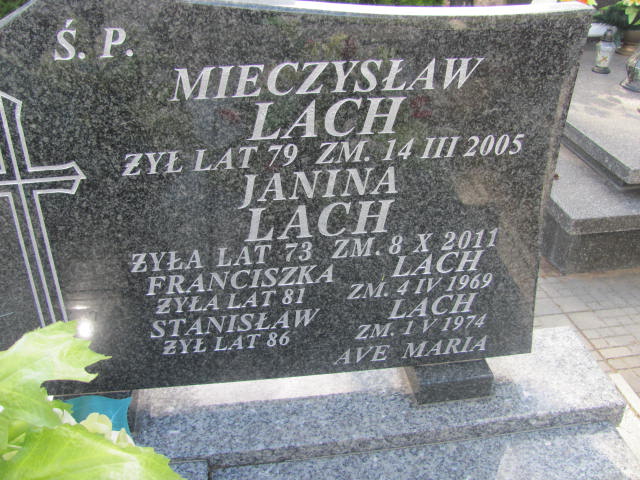 Ś. P.
MIECZYSŁAW
LACH
ŻYŁ LAT 79 ZM. 14 III 2005
JANINA
LACH
ŻYŁA LAT 73 ZM. 8 X 2011
FRANCISZKA LACH
ŻYŁA LAT 81 ZM. 4 IV 1969
STANISŁAW LACH
ŻYŁ LAT 86 ZM. 1 V 1974
AVE MARIA